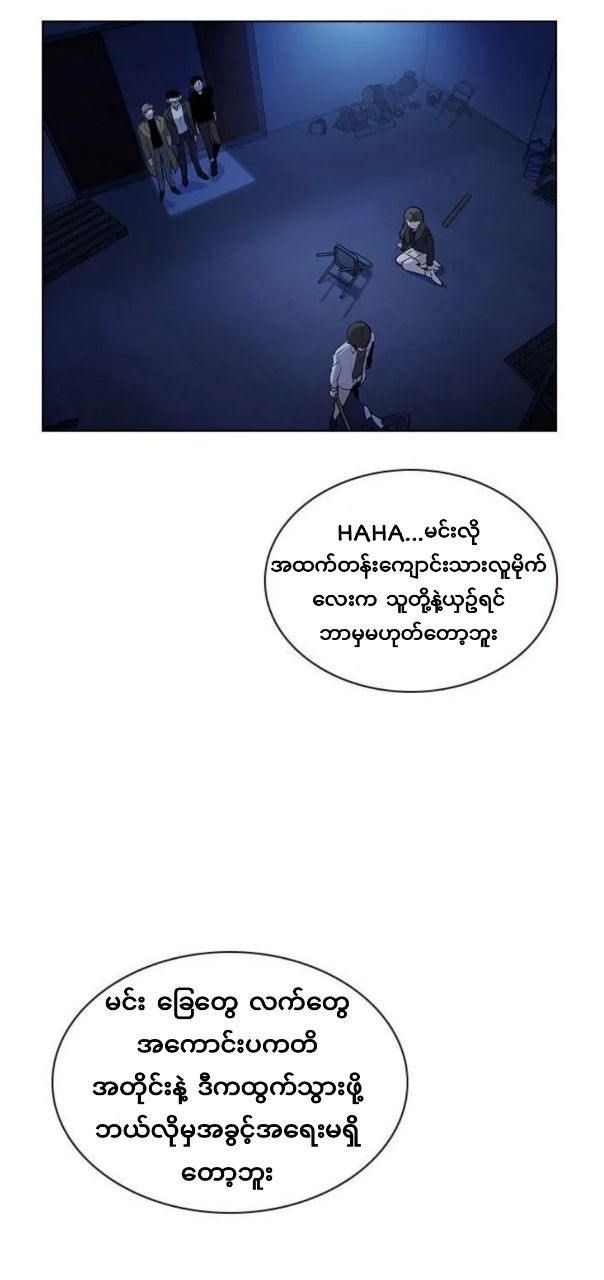 HAHA...မင်းလို
အထက်တန်းကျောင်းသားလူမိုက်
လေးက သူတို့နဲ့ယှဉ်ရင်
ဘာမှမဟုတ်တော့ဘူး
မင်း ခြေတွေ လက်တွေ
အကောင်းပကတိ
အတိုင်းနဲ့ ဒီကထွက်သွားဖို့
ဘယ်လိုမှအခွင့်အရေးမရှိ
တော့ဘူး